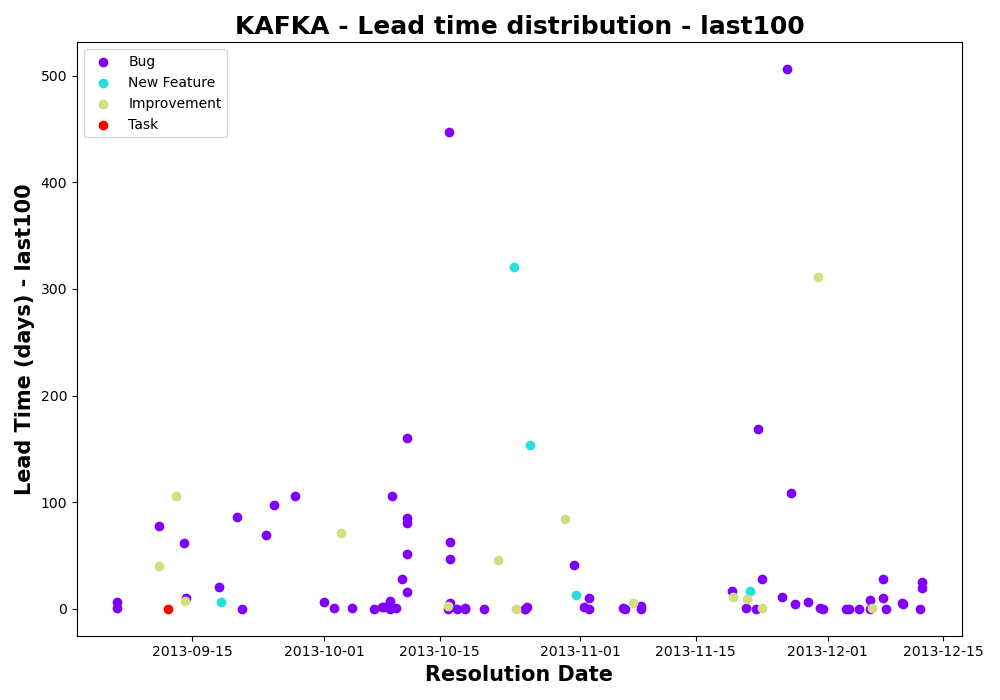 KAFKA - Lead time distribution - last100
Bug
New Feature
Improvement
Task
500
400
300
200
100
0
Lead Time (days) - last100
2013-09-15
2013-10-01
2013-10-15
2013-11-01
2013-11-15
2013-12-01
2013-12-15
Resolution Date